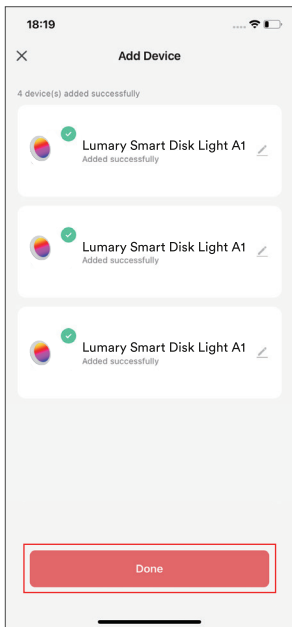 18:19
Add Device
4 device(s) added successfully
Lumary Smart Disk Light A1
Added successfully
Lumary Smart Disk Light A1
Added successfully
Lumary Smart Disk Light A1
Added successfully
Done